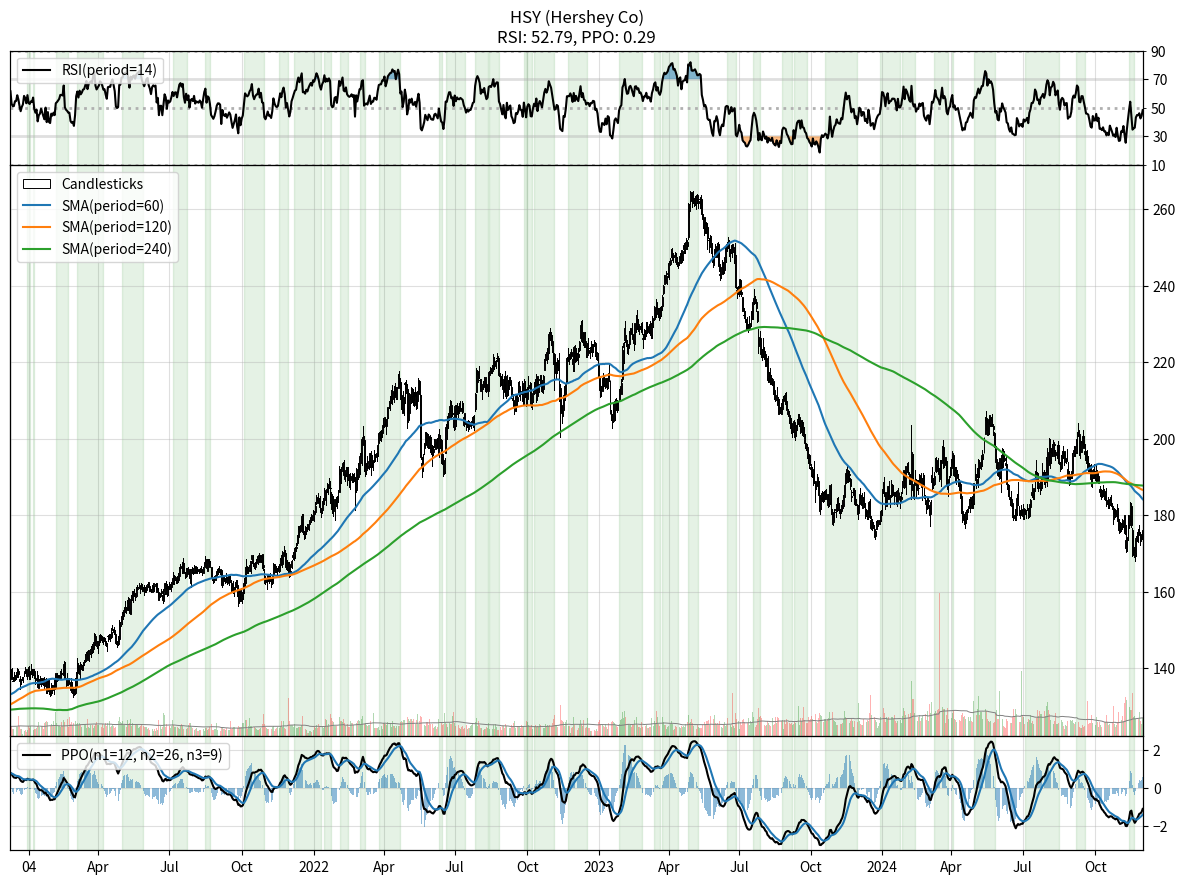 HSY (Hershey Co)
RSI: 52.79, PPO: 0.29
RSI(period=14)
90
70
50
30
10
Candlesticks
SMA(period=60)
SMA(period=120)
SMA(period=240)
260
240
220
200
180
160
140
PPO(n1=12, n2=26, n3=9)
2
0
−2
04 Apr Jul Oct 2022 Apr Jul Oct 2023 Apr Jul Oct 2024 Apr Jul Oct